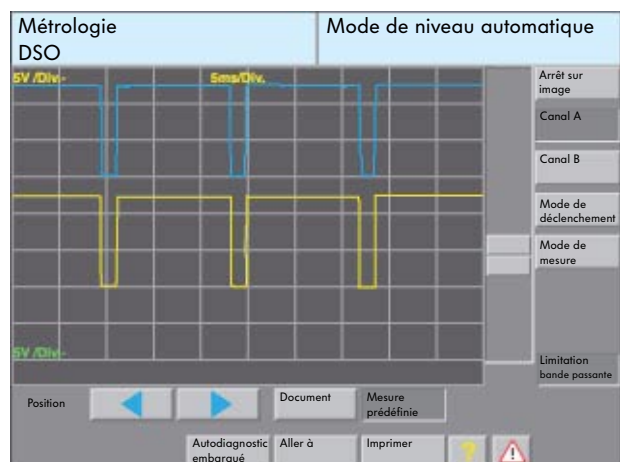 Métrologie
DSO
Mode de niveau automatique
5V /Div.-
5ms/Div.
Arrêt sur
image
Canal A
Canal B
Mode de
déclenchement
Mode de
mesure
5V /Div-
Limitation
bande passante
Position
Document
Mesure
prédéfinie
Autodiagnostic
embarqué
Aller à
Imprimer
?
!